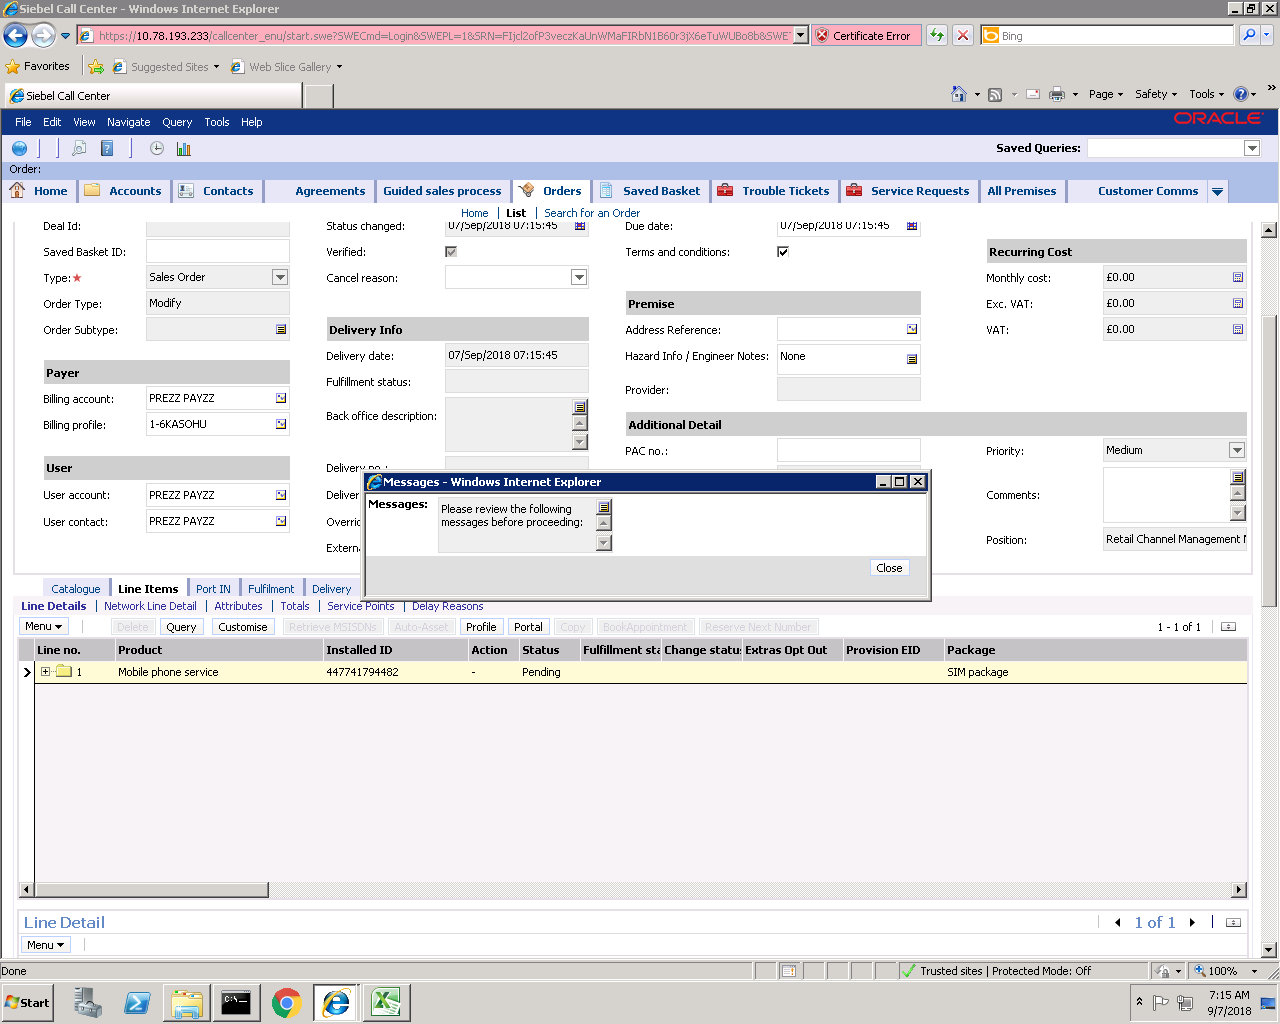 Siebel Call Center - Windows Internet Explorer
https://10.78.193.233/callcenter_enu/start.swe?SWECmd=Login&SWEPL=1&SRN=FIjcl2ofP3veczKaUnWMaFIRbN1B60r3jX6eTuWUBo8b&SWE
Certificate Error
Bing
Favorites
Suggested Sites
Web Slice Gallery
Siebel Call Center
Page
Safety
Tools
File Edit View Navigate Query Tools Help
ORACLE
Saved Queries:
Order:
Home Accounts Contacts Agreements Guided sales process Orders Saved Basket Trouble Tickets Service Requests All Premises Customer Comms
Home | List | Search for an Order
Deal Id:
Status changed: 07/Sep/2018 07:15:45
Due date: 07/Sep/2018 07:15:45
Saved Basket ID:
Verified:
Terms and conditions:
Recurring Cost
Type: Sales Order
Cancel reason:
Monthly cost: £0.00
Order Type: Modify
Premise
Exc. VAT: £0.00
Order Subtype:
Delivery Info
Address Reference:
VAT: £0.00
Delivery date: 07/Sep/2018 07:15:45
Hazard Info / Engineer Notes: None
Payer
Fulfillment status:
Provider:
Billing account: PREZZ PAYZZ
Back office description:
Additional Detail
Billing profile: 1-6KASOHU
PAC no.:
Priority: Medium
User
Delivery no.:
User account: PREZZ PAYZZ
Deliver
Comments:
User contact: PREZZ PAYZZ
Overri
Extern
Position: Retail Channel Management
Messages - Windows Internet Explorer
Messages: Please review the following
messages before proceeding:
Close
Catalogue Line Items Port IN Fulfilment Delivery
Line Details | Network Line Detail | Attributes | Totals | Service Points | Delay Reasons
Menu Delete Query Customise Retrieve MSISDNs Auto-Asset Profile Portal Copy BookAppointment Reserve Next Number
1 - 1 of 1
Line no. Product Installed ID Action Status Fulfillment sta Change statu Extras Opt Out Provision EID Package
1 Mobile phone service 447741794482 - Pending SIM package
Line Detail
1 of 1
Menu
Done
Trusted sites | Protected Mode: Off
100%
Start
C:\
7:15 AM
9/7/2018